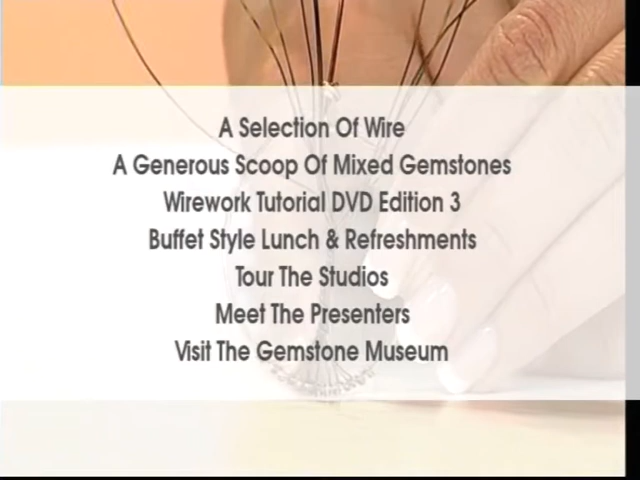 A Selection Of Wire
A Generous Scoop Of Mixed Gemstones
Wirework Tutorial DVD Edition 3
Buffet Style Lunch & Refreshments
Tour The Studios
Meet The Presenters
Visit The Gemstone Museum